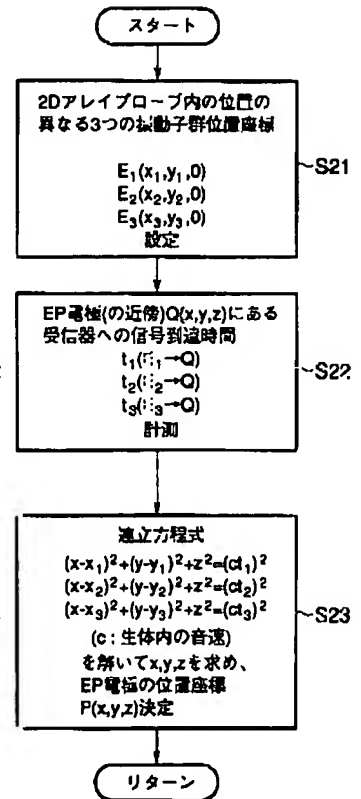 スタート
2Dアレイプローブ内の位置の
異なる3つの振動子群位置座標
E₁(x₁,y₁,0)
E₂(x₂,y₂,0)
E₃(x₃,y₃,0)
設定
S21
EP電極(の近傍)Q(x,y,z)にある
受信器への信号到達時間
t₁(E₁→Q)
t₂(E₂→Q)
t₃(E₃→Q)
計測
S22
連立方程式
(x-x₁)²+(y-y₁)²+z²=(ct₁)²
(x-x₂)²+(y-y₂)²+z²=(ct₂)²
(x-x₃)²+(y-y₃)²+z²=(ct₃)²
(c:生体内の音速)
を解いてx,y,zを求め、
EP電極の位置座標
P(x,y,z)決定
S23
リターン